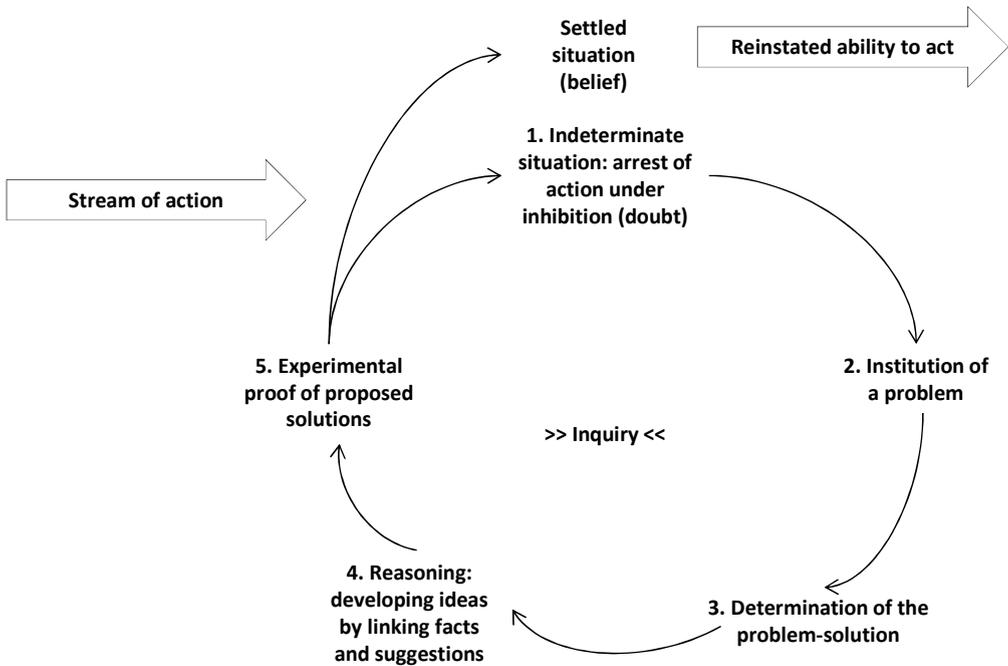 Settled
situation
(belief)
Reinstated ability to act
1. Indeterminate
situation: arrest of
action under
inhibition (doubt)
Stream of action
5. Experimental
proof of proposed
solutions
2. Institution of
a problem
>> Inquiry <<
4. Reasoning:
developing ideas
by linking facts
and suggestions
3. Determination of the
problem-solution